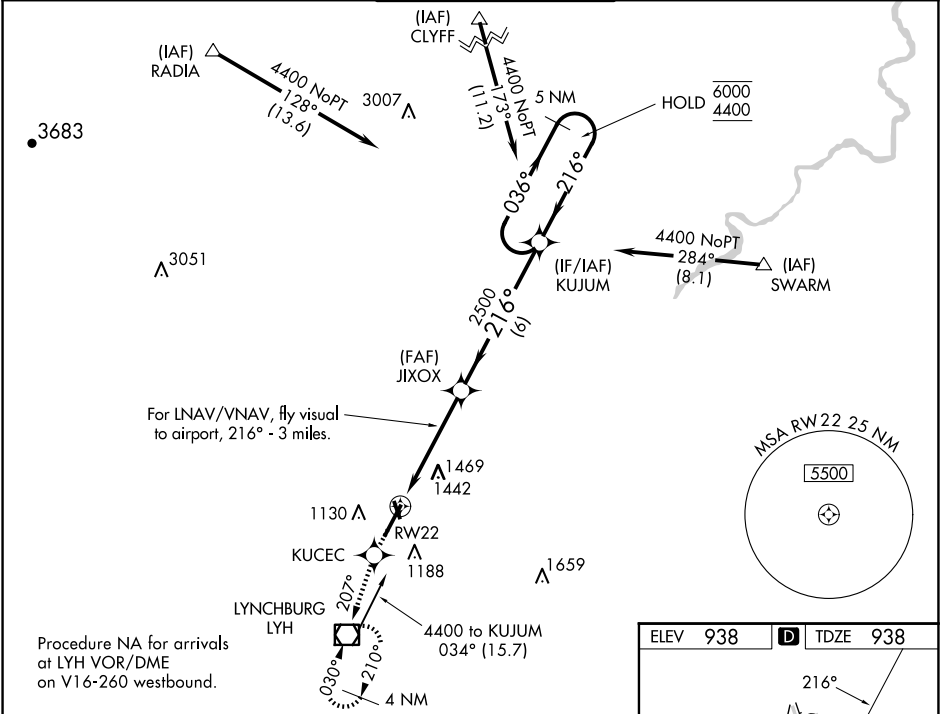 (IAF)
CLYFF
(IAF)
RADIA
4400 NoPT
128°
(13.6)
4400 NoPT
173°
(11.2)
3007
5 NM
HOLD
6000
4400
3683
036°
216°
3051
(IF/IAF)
KUJUM
4400 NoPT
284°
(8.1)
(IAF)
SWARM
2500
216°
(6)
(FAF)
JIXOX
For LNAV/VNAV, fly visual
to airport, 216° - 3 miles.
MSA RW22 25 NM
5500
1469
1442
1130
RW22
KUCEC
1188
1659
207°
LYNCHBURG
LYH
4400 to KUJUM
034° (15.7)
030°
210°
4 NM
Procedure NA for arrivals
at LYH VOR/DME
on V16-260 westbound.
ELEV 938 D TDZE 938
216°